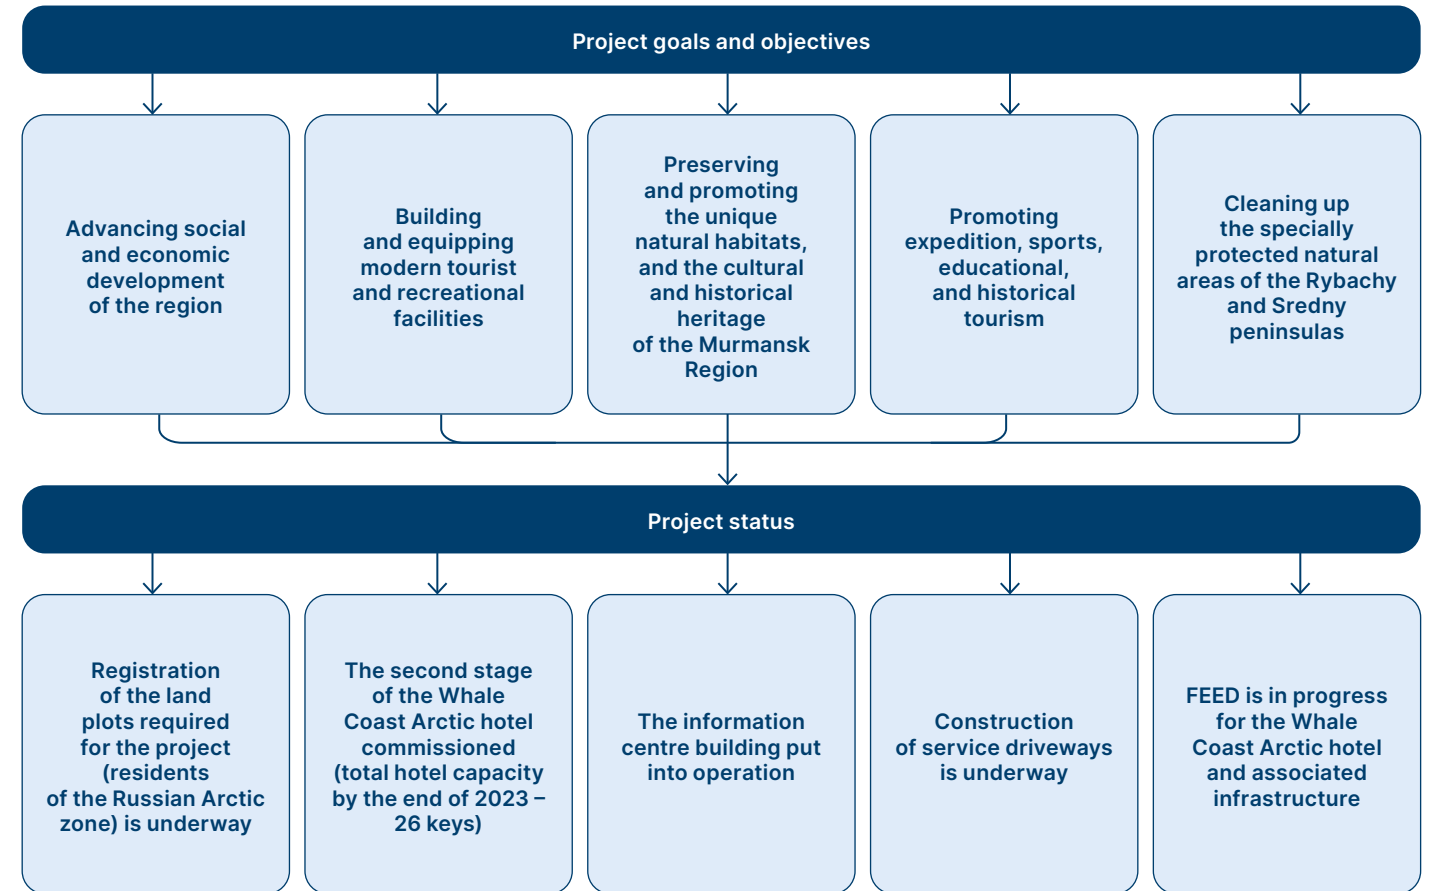 Project goals and objectives
Advancing social
and economic
development
of the region
Building
and equipping
modern tourist
and recreational
facilities
Preserving
and promoting
the unique
natural habitats,
and the cultural
and historical
heritage
of the Murmansk
Region
Promoting
expedition, sports,
educational,
and historical
tourism
Cleaning up
the specially
protected natural
areas of the Rybachy
and Sredny
peninsulas
Project status
Registration
of the land
plots required
for the project
(residents
of the Russian Arctic
zone) is underway
The second stage
of the Whale
Coast Arctic hotel
commissioned
(total hotel capacity
by the end of 2023 –
26 keys)
The information
centre building put
into operation
Construction
of service driveways
is underway
FEED is in progress
for the Whale
Coast Arctic hotel
and associated
infrastructure